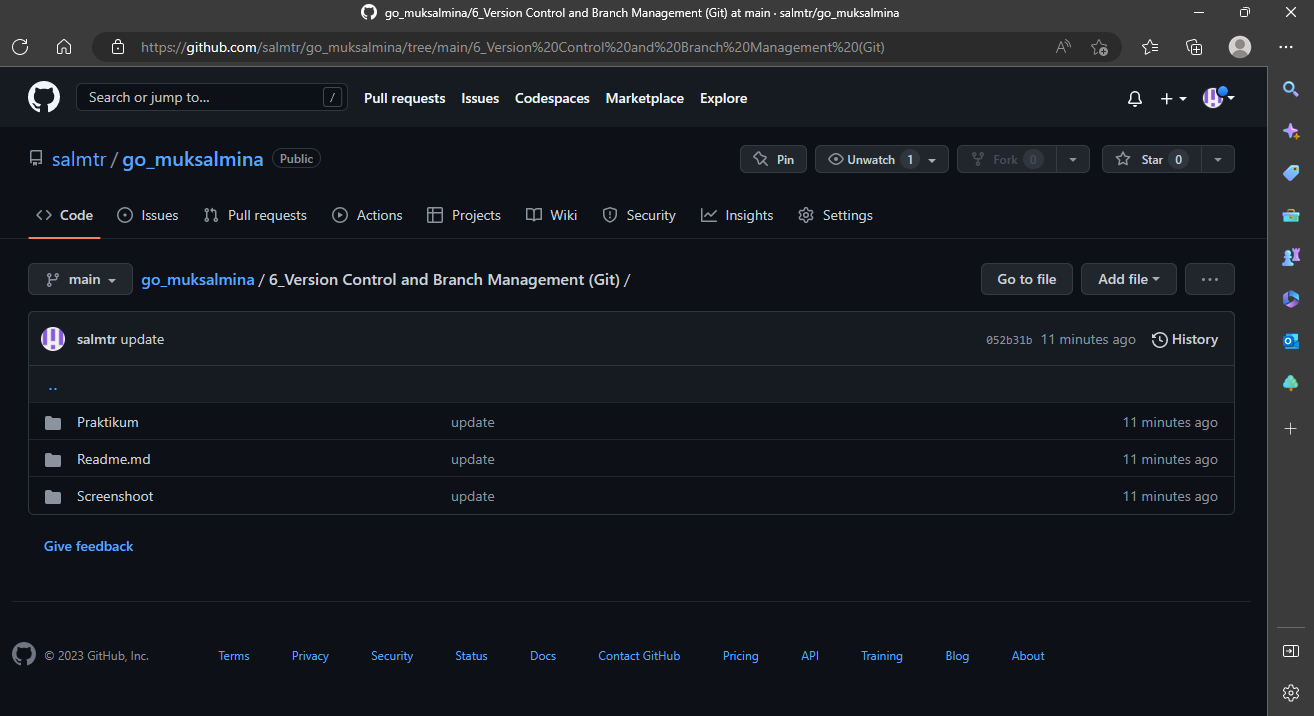 go_muksalmina/6_Version Control and Branch Management (Git) at main · salmtr/go_muksalmina
https://github.com/salmtr/go_muksalmina/tree/main/6_Version%20Control%20and%20Branch%20Management%20(Git)
Search or jump to... / Pull requests Issues Codespaces Marketplace Explore
salmtr / go_muksalmina Public Pin Unwatch 1 Fork 0 Star 0
Code Issues Pull requests Actions Projects Wiki Security Insights Settings
main go_muksalmina / 6_Version Control and Branch Management (Git) / Go to file Add file ...
salmtr update 052b31b 11 minutes ago History
..
Praktikum update 11 minutes ago
Readme.md update 11 minutes ago
Screenshoot update 11 minutes ago
Give feedback
© 2023 GitHub, Inc. Terms Privacy Security Status Docs Contact GitHub Pricing API Training Blog About